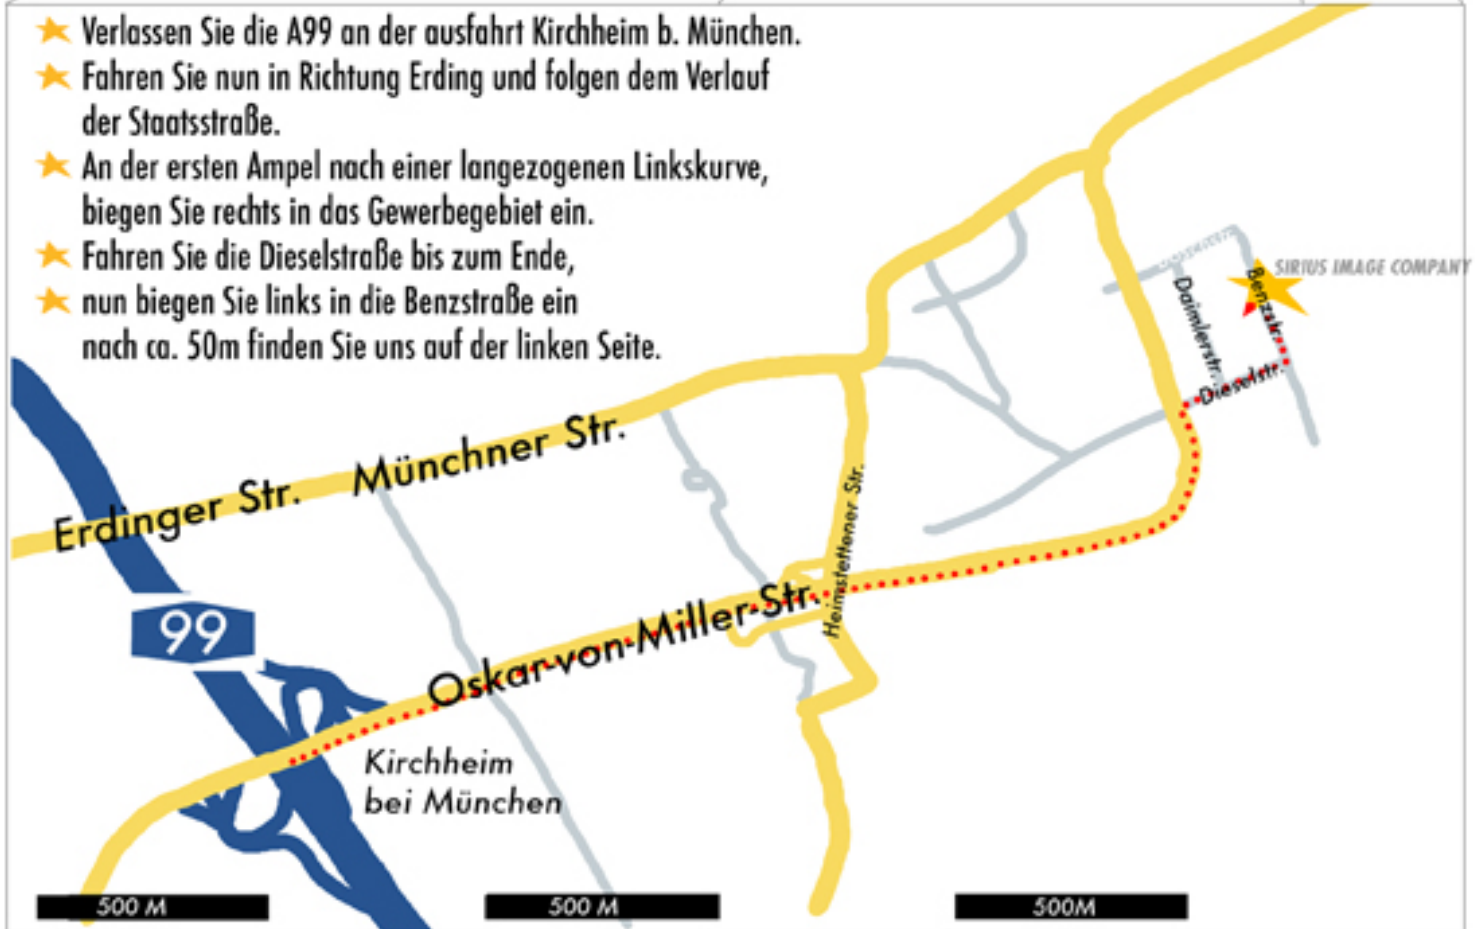 Verlassen Sie die A99 an der ausfahrt Kirchheim b. München.
Fahren Sie nun in Richtung Erding und folgen dem Verlauf
der Staatsstraße.
An der ersten Ampel nach einer langezogenen Linkskurve,
biegen Sie rechts in das Gewerbegebiet ein.
Fahren Sie die Dieselstraße bis zum Ende,
nun biegen Sie links in die Benzstraße ein
nach ca. 50m finden Sie uns auf der linken Seite.
SIRIUS IMAGE COMPANY
Benzstr.
Daimlerstr.
Dieselstr.
Erdinger Str.
Münchner Str.
Heimstettener Str.
Oskar-von-Miller-Str.
99
Kirchheim
bei München
500 M
500 M
500M